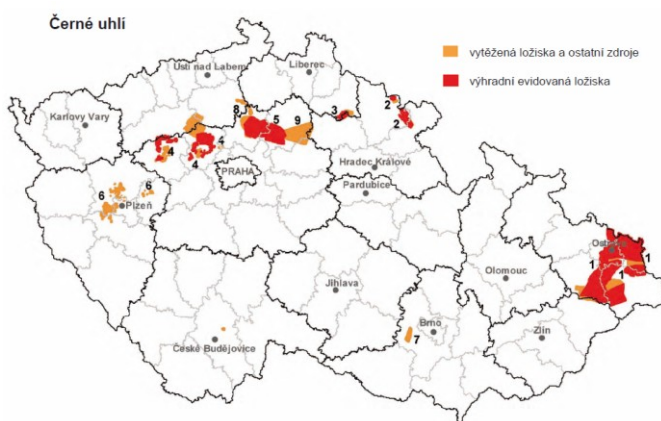 Černé uhlí
vytěžená ložiska a ostatní zdroje
výhradní evidovaná ložiska
Ústí nad Labem
Liberec
Karlovy Vary
2
3
8
5
9
2
4
4
4
PRAHA
Hradec Králové
Pardubice
6
6
Plzeň
Ostrava
1
1
1
Olomouc
Jihlava
Brno
7
Zlín
České Budějovice